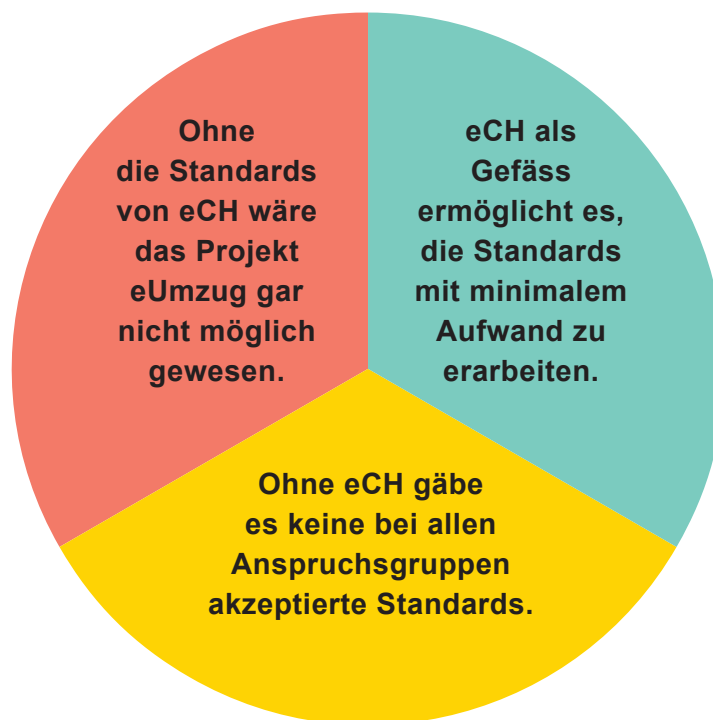 Ohne
die Standards
von eCH wäre
das Projekt
eUmzug gar
nicht möglich
gewesen.
eCH als
Gefäss
ermöglicht es,
die Standards
mit minimalem
Aufwand zu
erarbeiten.
Ohne eCH gäbe
es keine bei allen
Anspruchsgruppen
akzeptierte Standards.